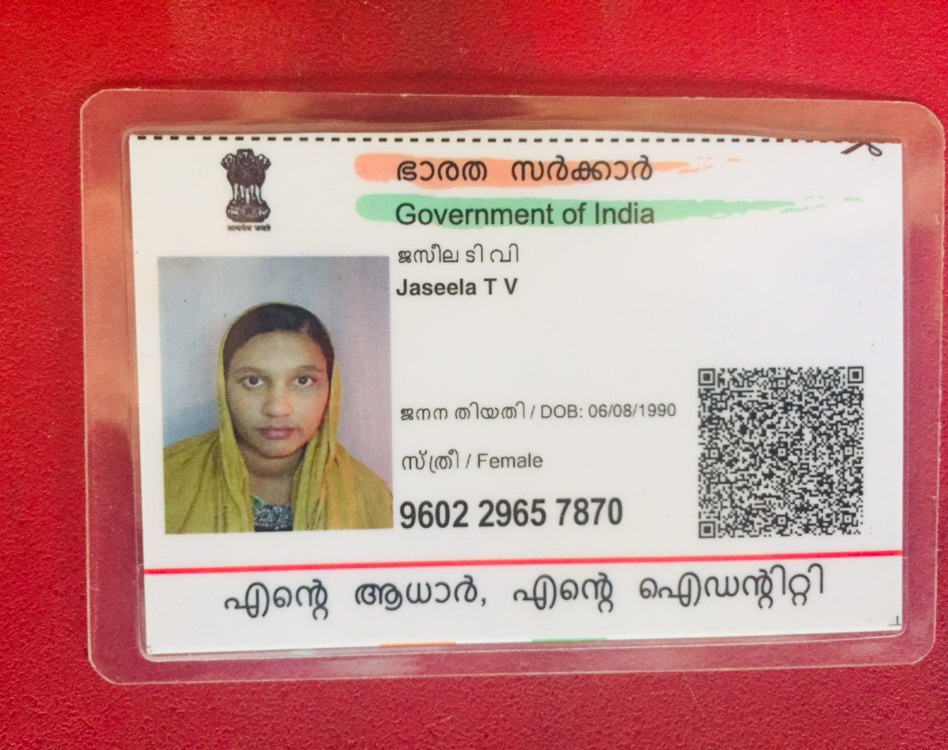 ഭാരത സർക്കാർ
Government of India
सत्यमेव जयते
ജസീല ടി വി
Jaseela T V
ജനന തിയതി / DOB: 06/08/1990
സ്ത്രീ / Female
9602 2965 7870
എന്റെ ആധാർ, എന്റെ ഐഡന്റിറ്റി